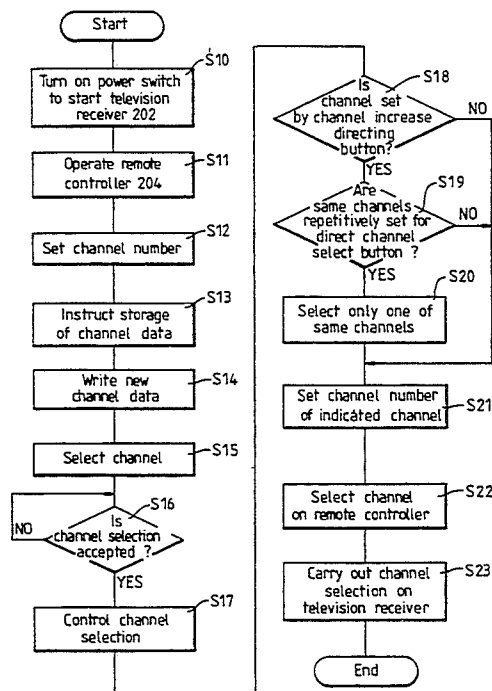 Start
S10
Turn on power switch
to start television
receiver 202
S11
Operate remote
controller 204
S12
Set channel number
S13
Instruct storage
of channel data
S14
Write new
channel data
S15
Select channel
S16
Is
channel selection
accepted ?
NO
YES
S17
Control channel
selection
S18
Is
channel set
by channel increase
directing
button?
NO
YES
S19
Are
same channels
repetitively set for
direct channel
select button ?
NO
YES
S20
Select only one of
same channels
S21
Set channel number
of indicated channel
S22
Select channel
on remote controller
S23
Carry out channel
selection on
television receiver
End